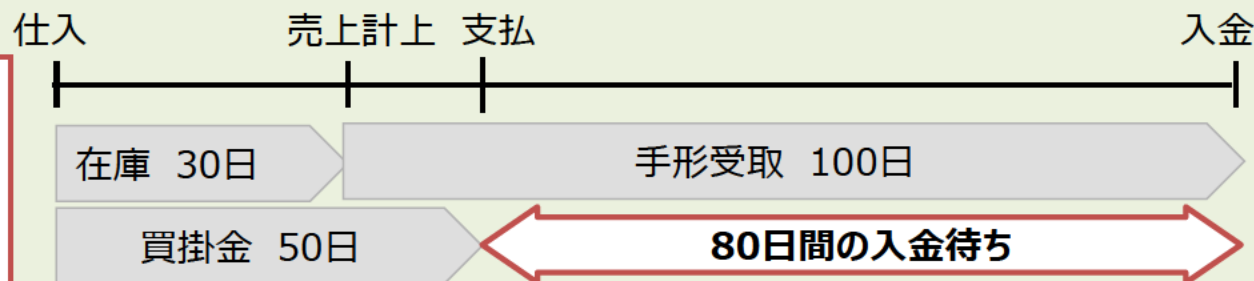 仕入 売上計上 支払 入金
在庫 30日 手形受取 100日
買掛金 50日 80日間の入金待ち